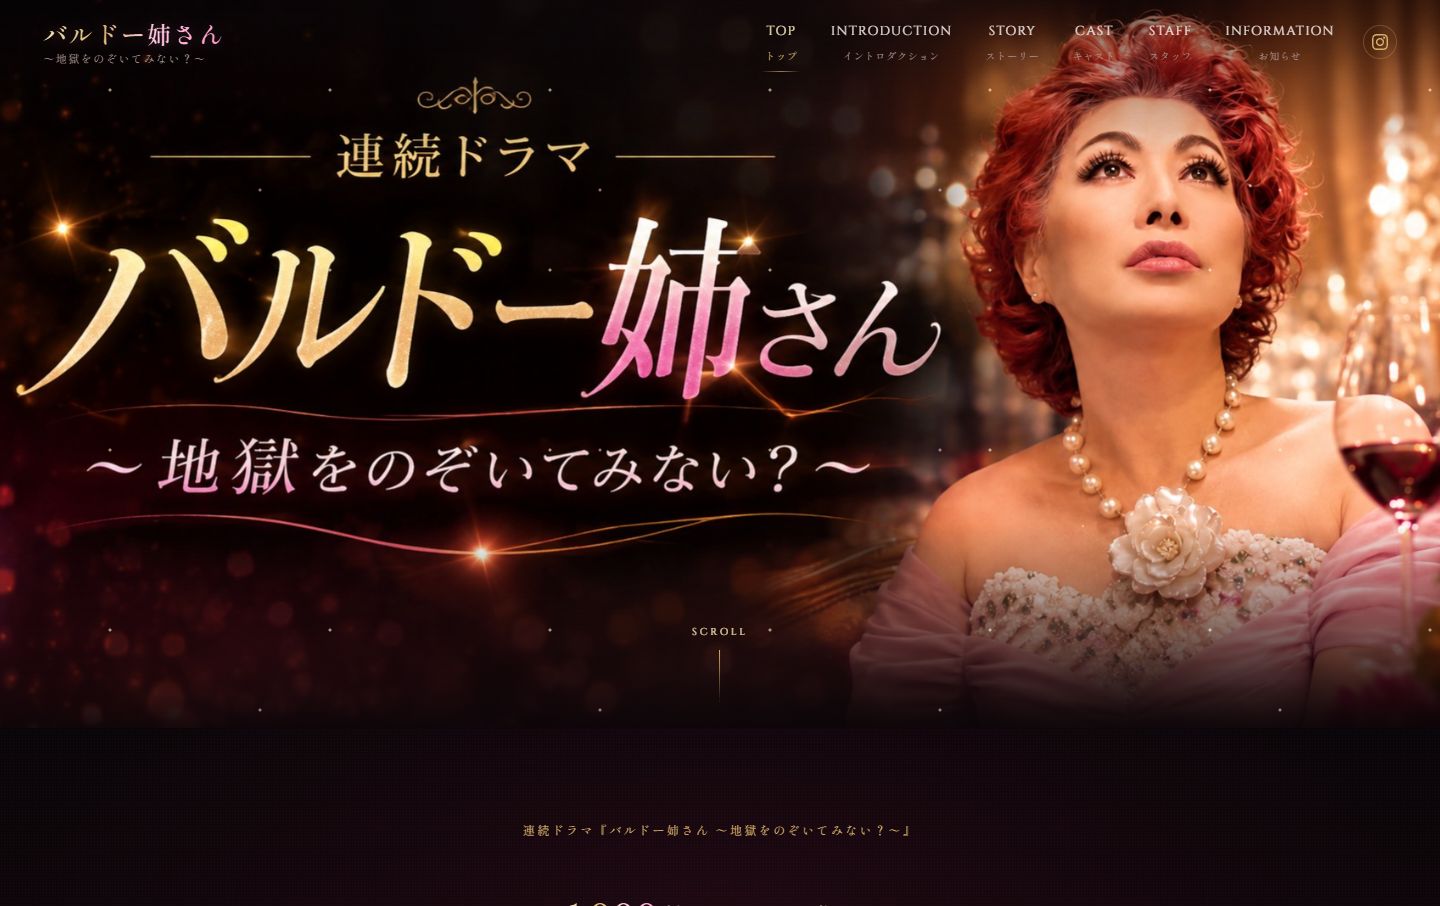 バルドー姉さん
～地獄をのぞいてみない？～
TOP
トップ
INTRODUCTION
イントロダクション
STORY
ストーリー
CAST
キャスト
STAFF
スタッフ
INFORMATION
お知らせ
連続ドラマ
バルドー姉さん
～地獄をのぞいてみない？～
SCROLL
連続ドラマ『バルドー姉さん ～地獄をのぞいてみない？～』